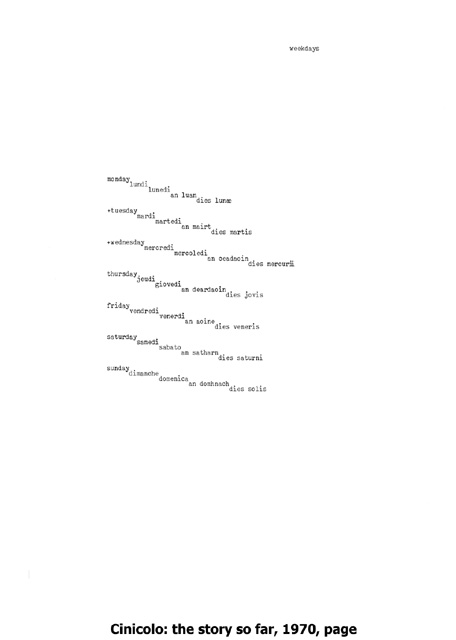 weekdays
monday
lundi
lunedi
an luan
dies lunæ
+tuesday
mardi
martedi
an mairt
dies martis
+wednesday
mercredi
mercoledi
an ceadaoin
dies mercurii
thursday
jeudi
giovedi
an deardaoin
dies jovis
friday
vendredi
venerdi
an aoine
dies veneris
saturday
samedi
sabato
an satharn
dies saturni
sunday
dimanche
domenica
an domhnach
dies solis
Cinicolo: the story so far, 1970, page